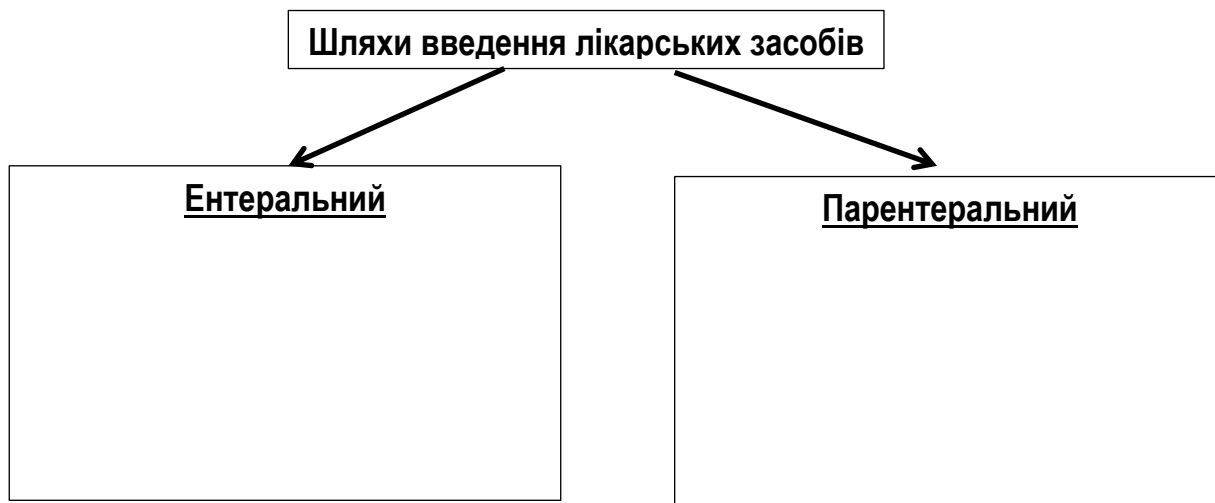 Шляхи введення лікарських засобів
Ентеральний
Парентеральний